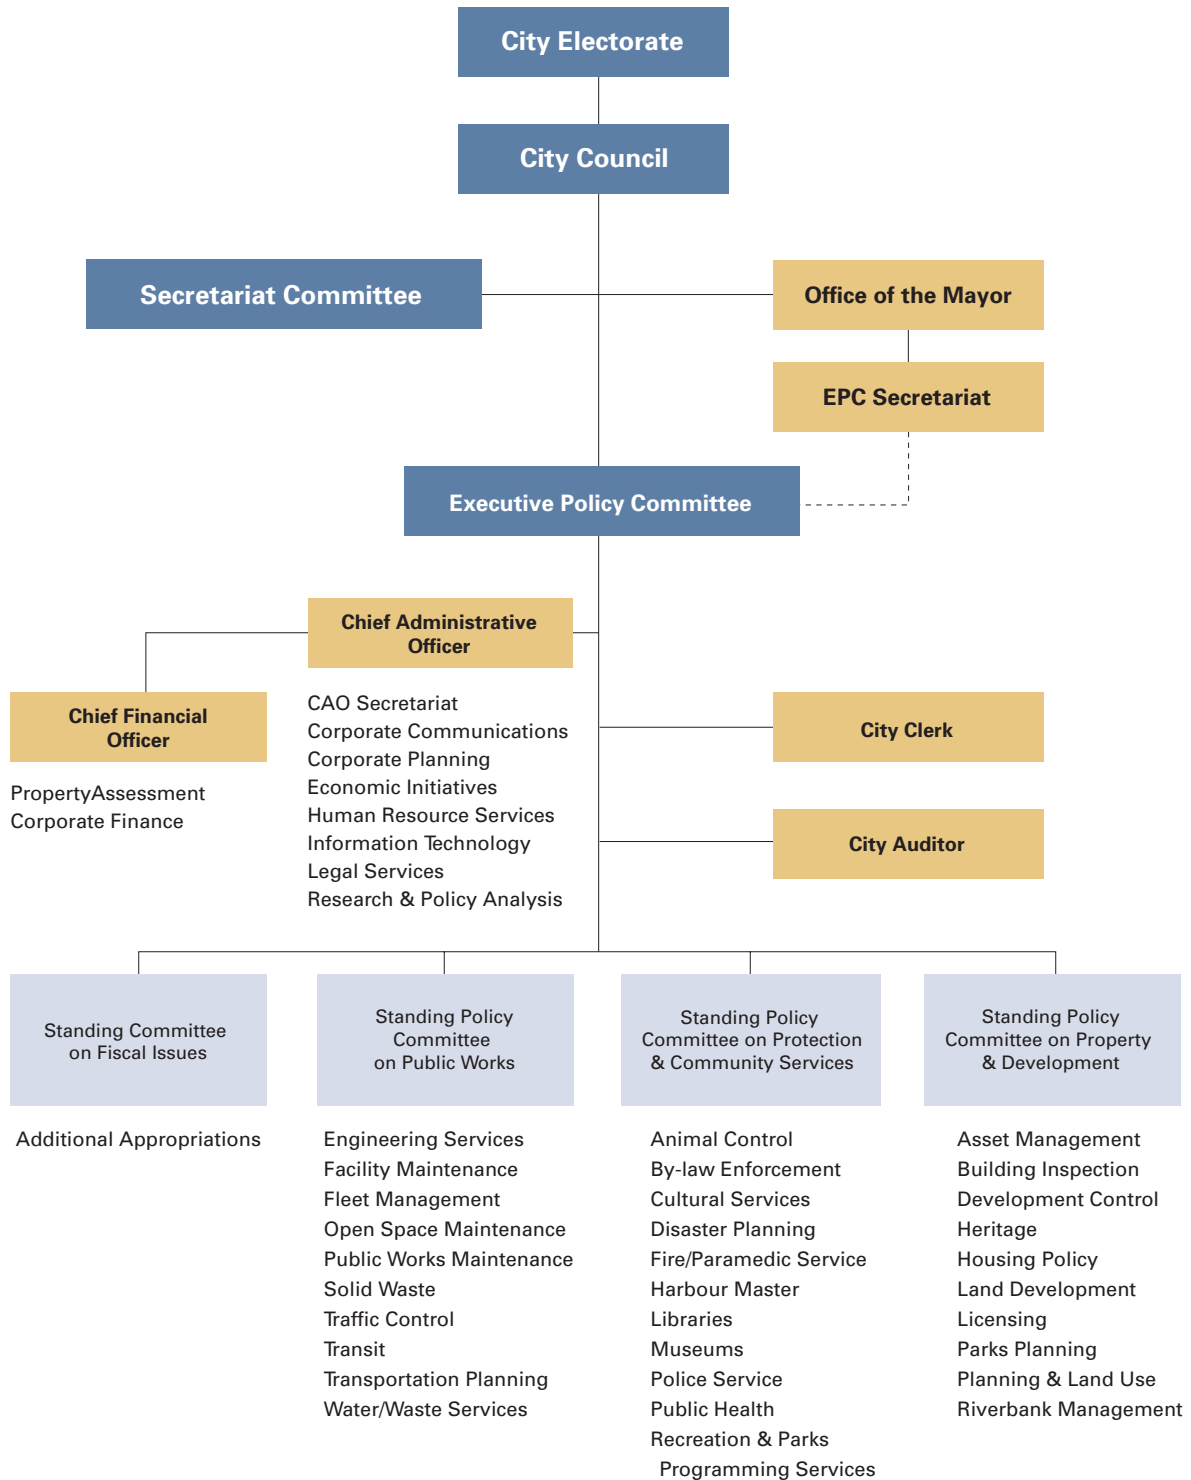 City Electorate
City Council
Secretariat Committee
Office of the Mayor
EPC Secretariat
Executive Policy Committee
Chief Administrative
Officer
CAO Secretariat
Corporate Communications
Corporate Planning
Economic Initiatives
Human Resource Services
Information Technology
Legal Services
Research & Policy Analysis
Chief Financial
Officer
PropertyAssessment
Corporate Finance
City Clerk
City Auditor
Standing Committee
on Fiscal Issues
Additional Appropriations
Standing Policy
Committee
on Public Works
Engineering Services
Facility Maintenance
Fleet Management
Open Space Maintenance
Public Works Maintenance
Solid Waste
Traffic Control
Transit
Transportation Planning
Water/Waste Services
Standing Policy
Committee on Protection
& Community Services
Animal Control
By-law Enforcement
Cultural Services
Disaster Planning
Fire/Paramedic Service
Harbour Master
Libraries
Museums
Police Service
Public Health
Recreation & Parks
Programming Services
Standing Policy
Committee on Property
& Development
Asset Management
Building Inspection
Development Control
Heritage
Housing Policy
Land Development
Licensing
Parks Planning
Planning & Land Use
Riverbank Management